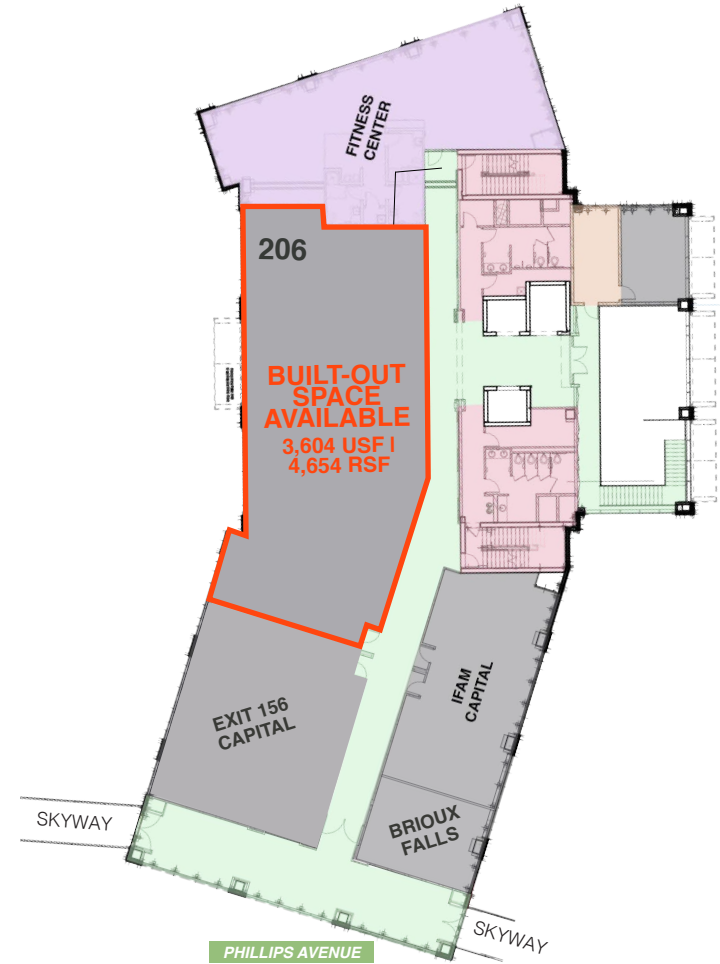 FITNESS
CENTER
206
BUILT-OUT
SPACE
AVAILABLE
3,604 USF |
4,654 RSF
IFAM
CAPITAL
EXIT 156
CAPITAL
BRIOUX
FALLS
SKYWAY
SKYWAY
PHILLIPS AVENUE